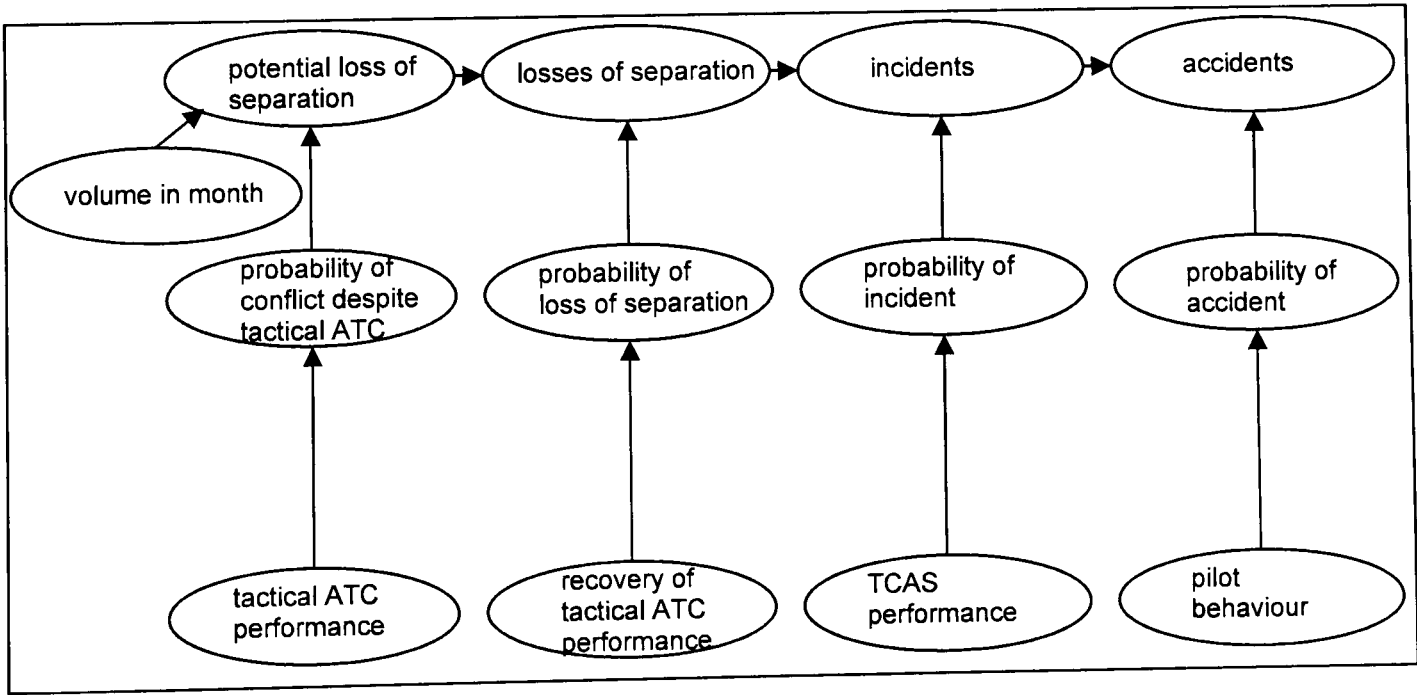 potential loss of
separation
losses of separation
incidents
accidents
volume in month
probability of
conflict despite
tactical ATC
probability of
loss of separation
probability of
incident
probability of
accident
tactical ATC
performance
recovery of
tactical ATC
performance
TCAS
performance
pilot
behaviour